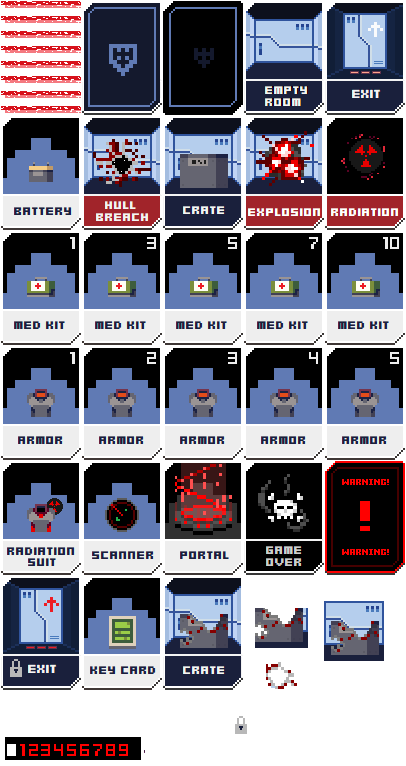 EMPTY
ROOM
EXIT
BATTERY
HULL
BREACH
CRATE
EXPLOSION
RADIATION
1
3
5
7
10
MED KIT
MED KIT
MED KIT
MED KIT
MED KIT
1
2
3
4
5
ARMOR
ARMOR
ARMOR
ARMOR
ARMOR
RADIATION
SUIT
SCANNER
PORTAL
GAME
OVER
WARNING!
!
WARNING!
EXIT
KEY CARD
CRATE
123456789